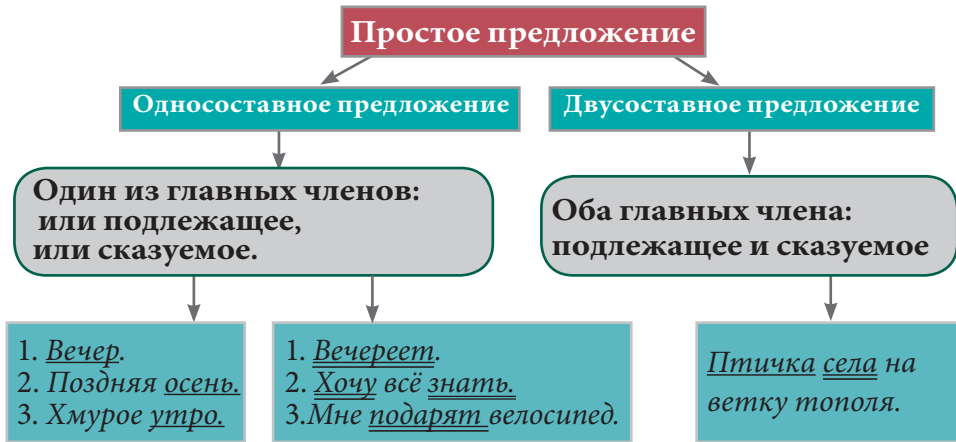 Простое предложение
Односоставное предложение
Двусоставное предложение
Один из главных членов:
или подлежащее,
или сказуемое.
Оба главных члена:
подлежащее и сказуемое
1. Вечер.
2. Поздняя осень.
3. Хмурое утро.
1. Вечереет.
2. Хочу всё знать.
3.Мне подарят велосипед.
Птичка села на
ветку тополя.